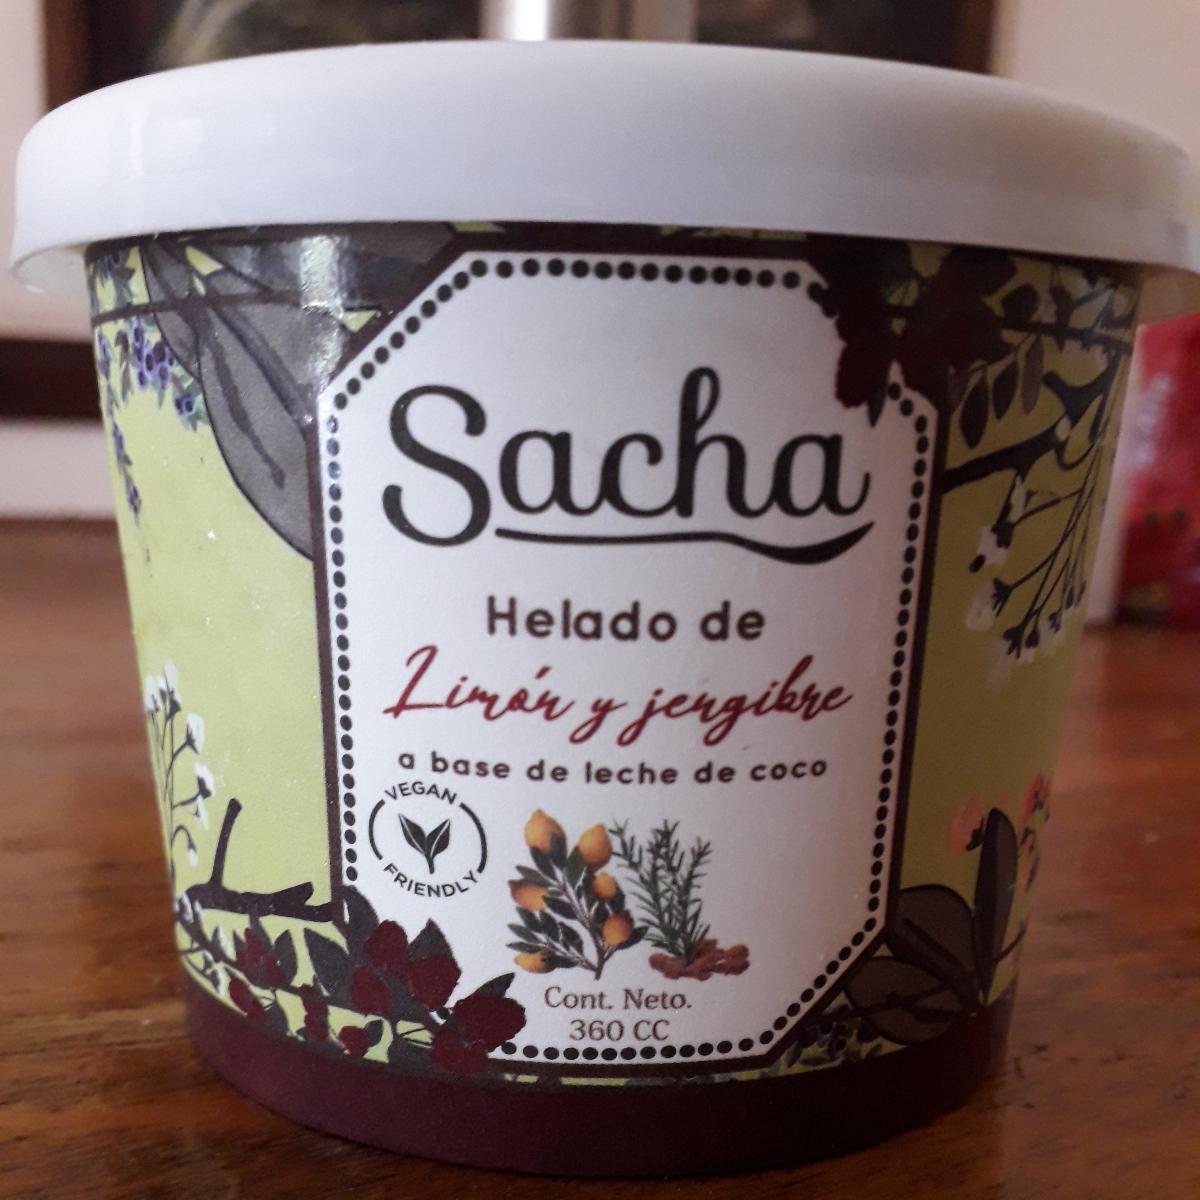 Sacha
Helado de
Limón y jengibre
a base de leche de coco
VEGAN
FRIENDLY
Cont. Neto.
360 CC